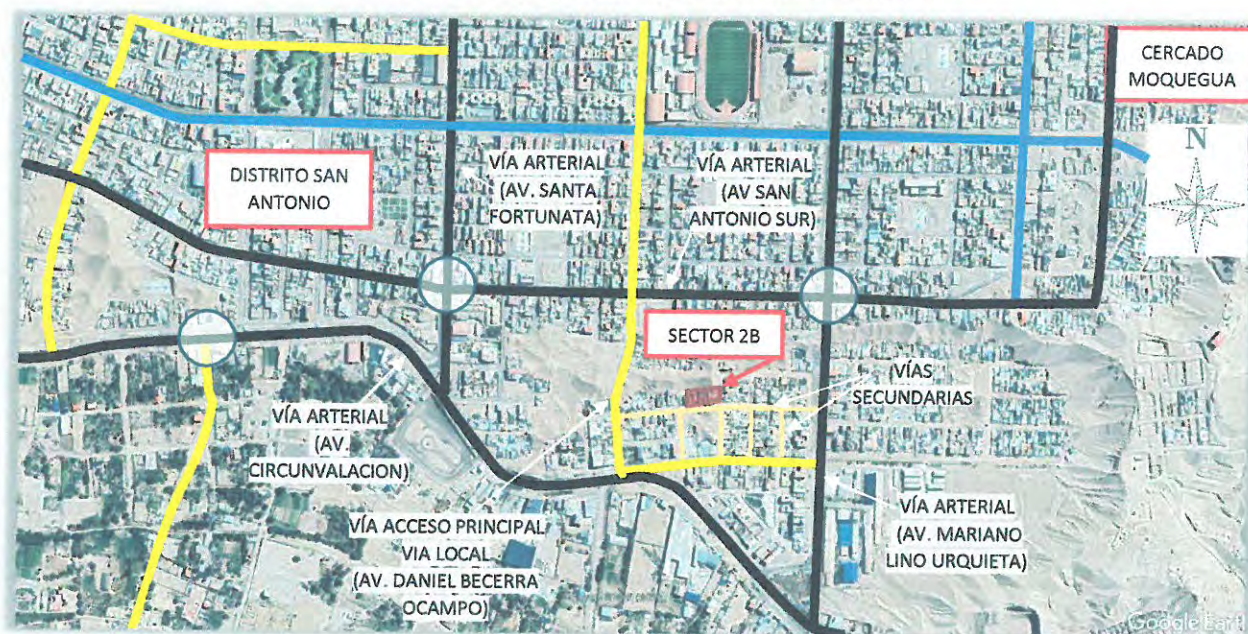 CERCADO
MOQUEGUA
N
DISTRITO SAN
ANTONIO
VÍA ARTERIAL
(AV. SANTA
FORTUNATA)
VÍA ARTERIAL
(AV SAN
ANTONIO SUR)
SECTOR 2B
VÍAS
SECUNDARIAS
VÍA ARTERIAL
(AV.
CIRCUNVALACION)
VÍA ACCESO PRINCIPAL
VIA LOCAL
(AV. DANIEL BECERRA
OCAMPO)
VÍA ARTERIAL
(AV. MARIANO
LINO URQUIETA)
Google Earth